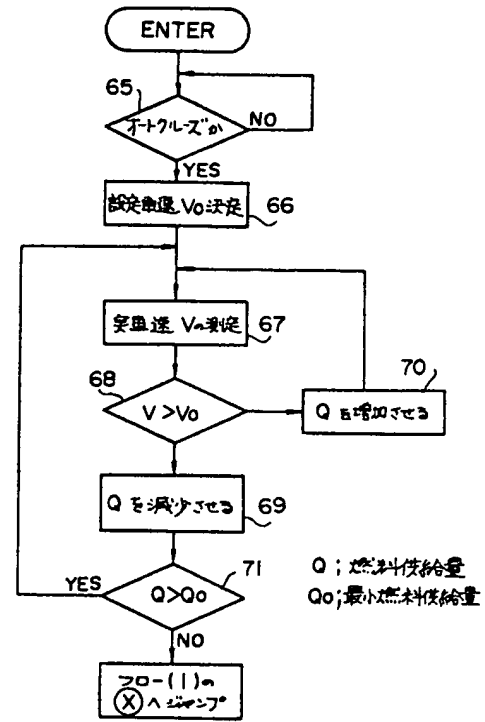 ENTER
65
オートクルーズか
NO
YES
設定車速 Vo決定
66
実車速 Vの測定
67
68
V>Vo
70
Qを増加させる
Qを減少させる
69
71
Q>Qo
YES
NO
フロー(1)の
Ⓧへジャンプ
Q;燃料供給量
Qo;最小燃料供給量